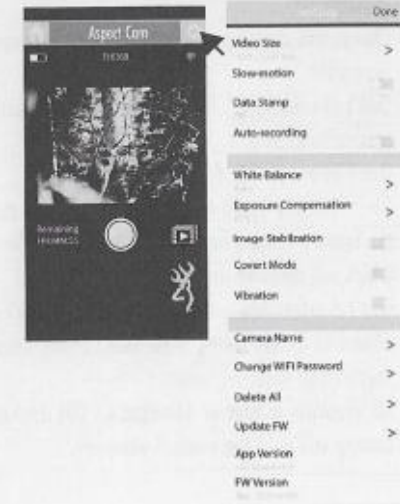 Aspect Cam
Remaining
Done
Video Size
Slow-motion
Data Stamp
Auto-recording
White Balance
Exposure Compensation
Image Stabilization
Covert Mode
Vibration
Camera Name
Change WIFI Password
Delete All
Update FW
App Version
FW Version